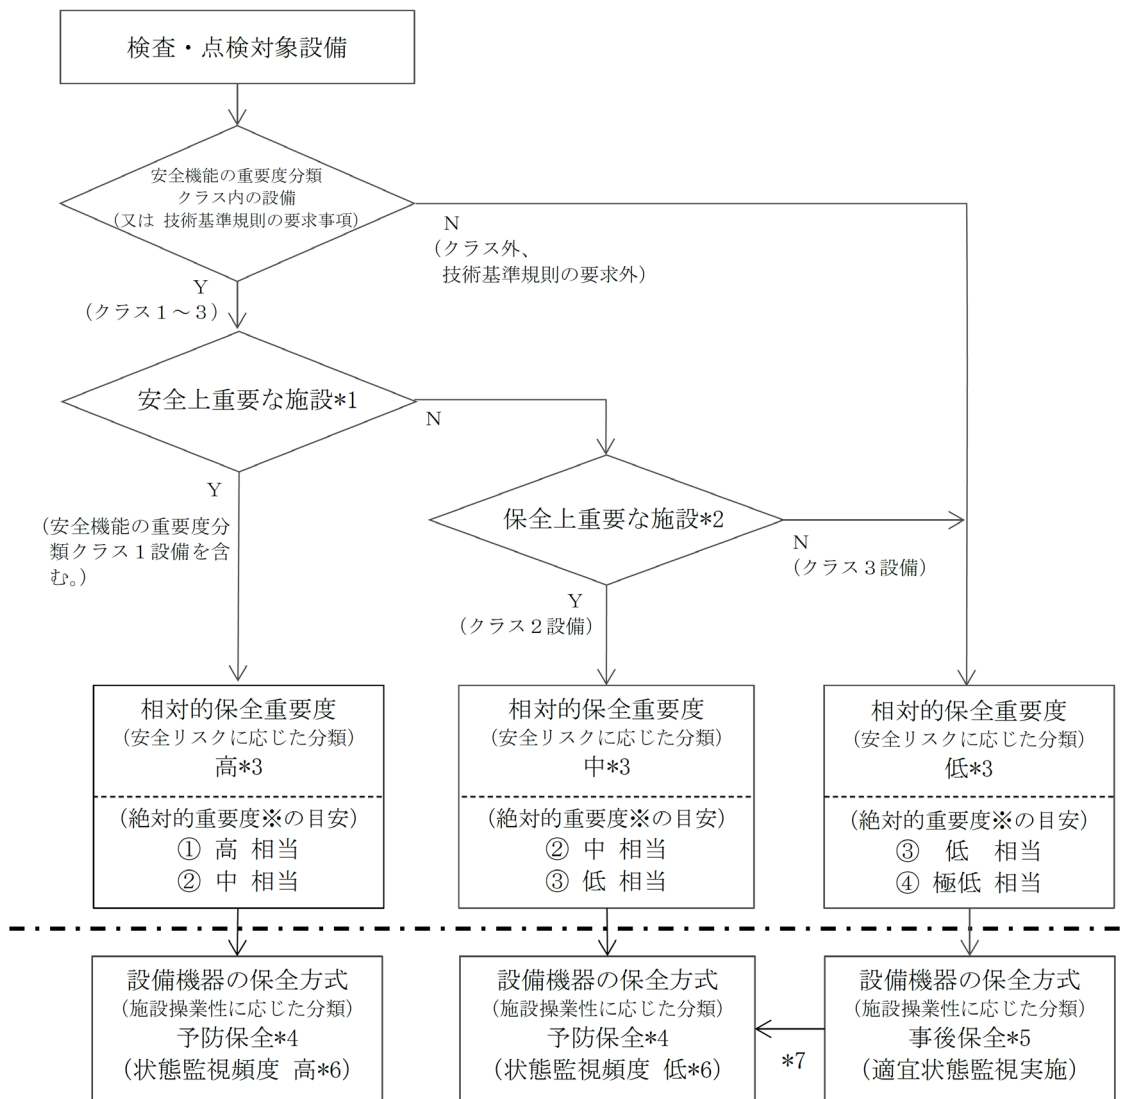 検査・点検対象設備
安全機能の重要度分類
クラス内の設備
(又は 技術基準規則の要求事項)
N
(クラス外、
技術基準規則の要求外)
Y
(クラス1~3)
安全上重要な施設*1
N
Y
(安全機能の重要度分
類クラス1設備を含
む。)
保全上重要な施設*2
N
(クラス3設備)
Y
(クラス2設備)
相対的保全重要度
(安全リスクに応じた分類)
高*3
(絶対的重要度※の目安)
① 高 相当
② 中 相当
相対的保全重要度
(安全リスクに応じた分類)
中*3
(絶対的重要度※の目安)
② 中 相当
③ 低 相当
相対的保全重要度
(安全リスクに応じた分類)
低*3
(絶対的重要度※の目安)
③ 低 相当
④ 極低 相当
設備機器の保全方式
(施設操業性に応じた分類)
予防保全*4
(状態監視頻度 高*6)
設備機器の保全方式
(施設操業性に応じた分類)
予防保全*4
(状態監視頻度 低*6)
*7
設備機器の保全方式
(施設操業性に応じた分類)
事後保全*5
(適宜状態監視実施)